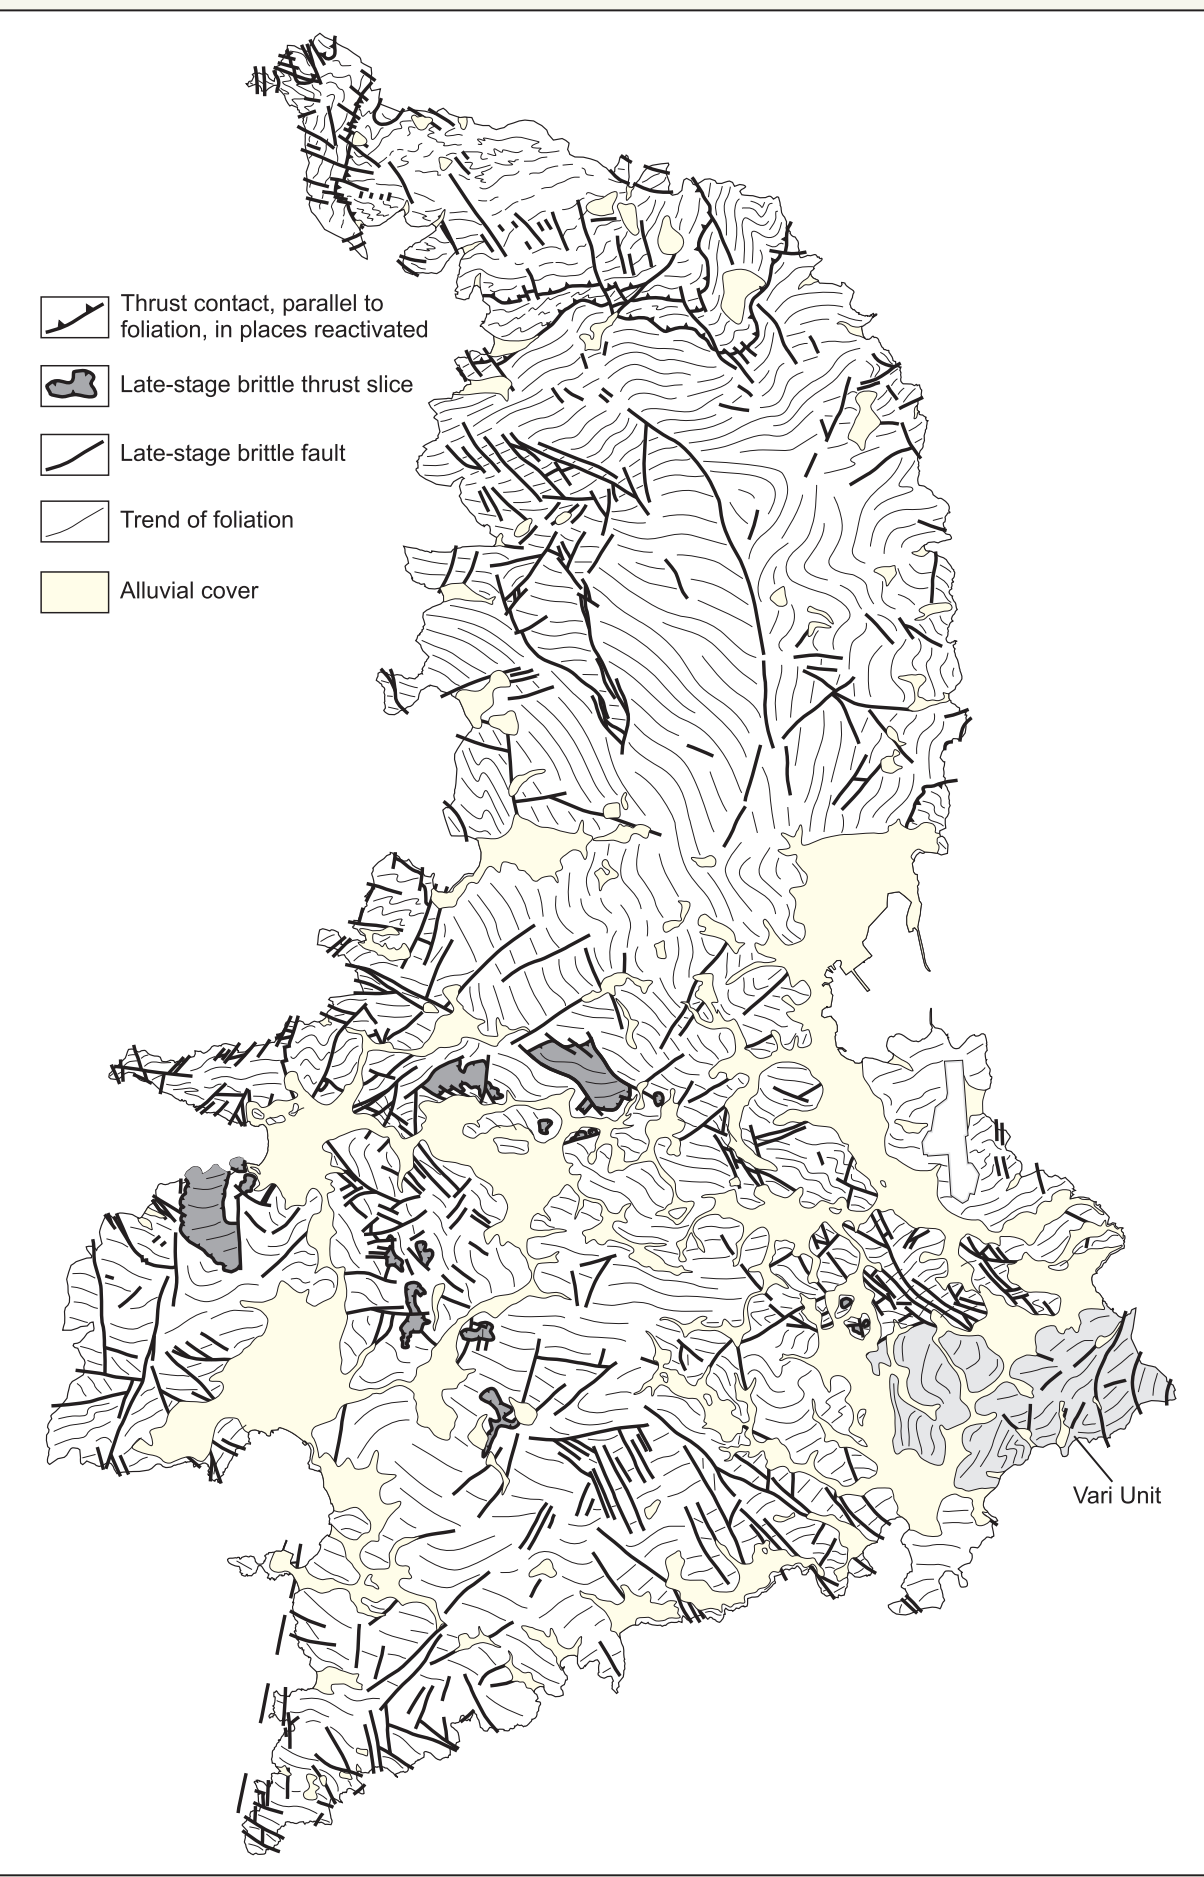 Thrust contact, parallel to
foliation, in places reactivated
Late-stage brittle thrust slice
Late-stage brittle fault
Trend of foliation
Alluvial cover
Vari Unit